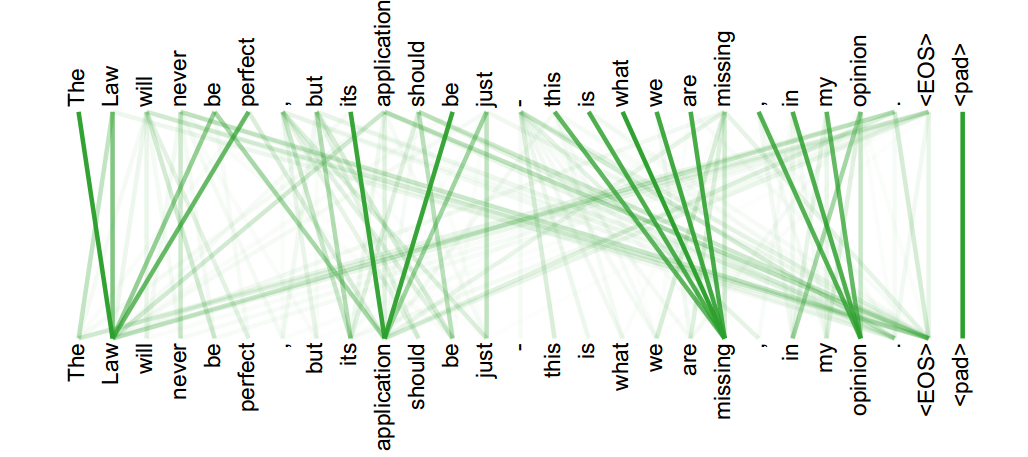 The Law will never be perfect , but its application should be just - this is what we are missing , in my opinion . <EOS> <pad>
The Law will never be perfect , but its application should be just - this is what we are missing , in my opinion . <EOS> <pad>